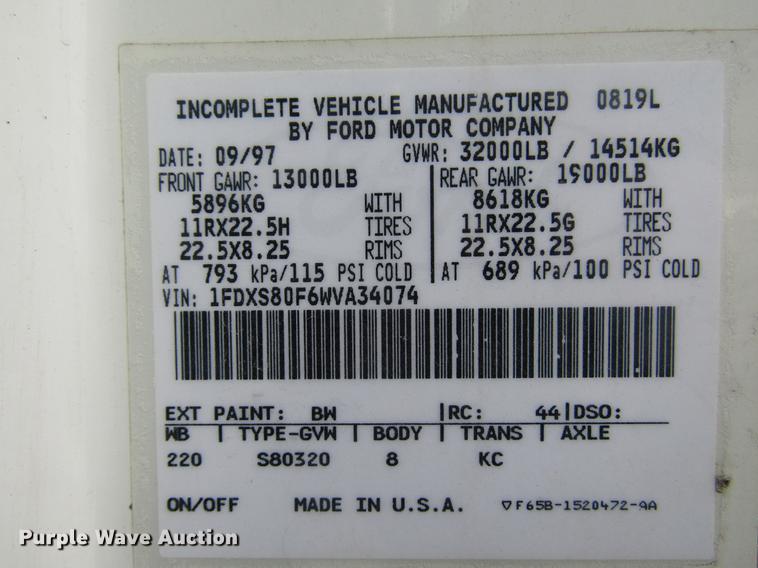 INCOMPLETE VEHICLE MANUFACTURED 0819L
BY FORD MOTOR COMPANY
DATE: 09/97 GVWR: 32000LB / 14514KG
FRONT GAWR: 13000LB REAR GAWR: 19000LB
5896KG WITH 8618KG WITH
11RX22.5H TIRES 11RX22.5G TIRES
22.5X8.25 RIMS 22.5X8.25 RIMS
AT 793 kPa/115 PSI COLD AT 689 kPa/100 PSI COLD
VIN: 1FDXS80F6WVA34074
EXT PAINT: BW |RC: 44|DSO:
WB | TYPE-GVW | BODY | TRANS | AXLE
220 S80320 8 KC
ON/OFF MADE IN U.S.A. ▽F65B-1520472-AA
Purple Wave Auction